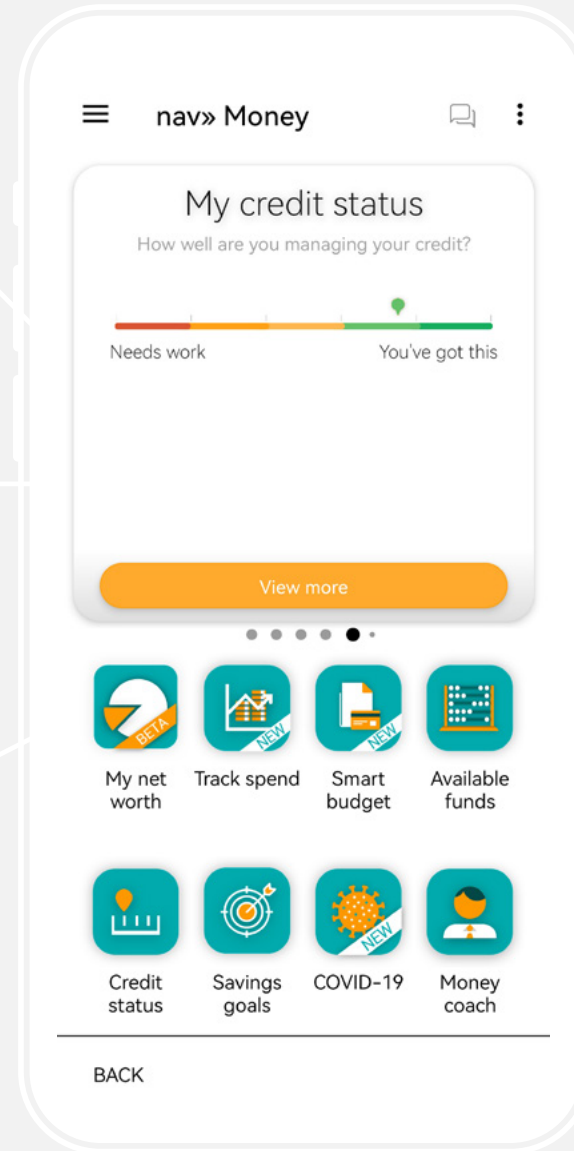 nav» Money
My credit status
How well are you managing your credit?
Needs work
You've got this
View more
BETA
NEW
NEW
My net
worth
Track spend
Smart
budget
Available
funds
NEW
Credit
status
Savings
goals
COVID-19
Money
coach
BACK